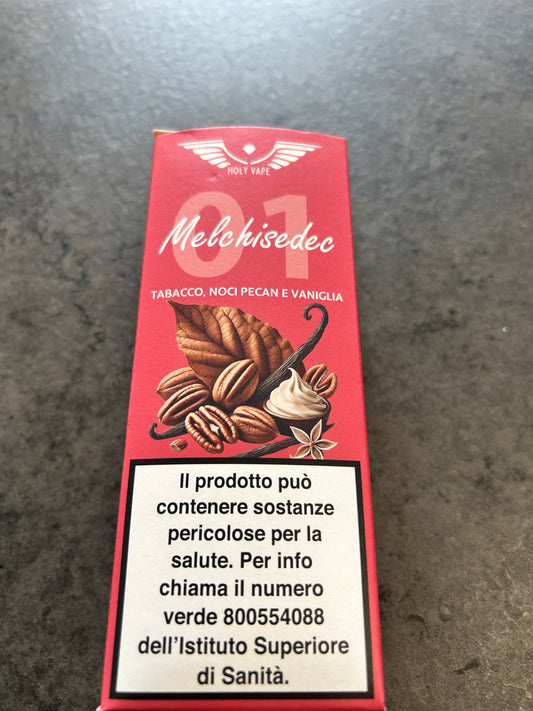 HOLY VAPE
01
Melchisedec
TABACCO, NOCI PECAN E VANIGLIA
Il prodotto può
contenere sostanze
pericolose per la
salute. Per info
chiama il numero
verde 800554088
dell'Istituto Superiore
di Sanità.